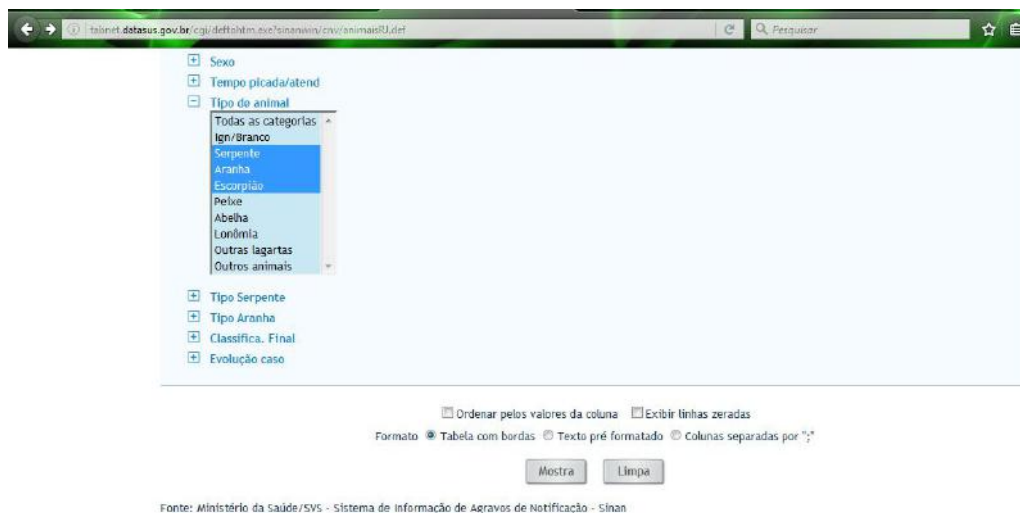 tabnet.datasus.gov.br/cgi/deftohtm.exe?sinanwin/cnv/animaisRJ.def
Pesquisar
Sexo
Tempo picada/atend
Tipo de animal
Todas as categorias
Ign/Branco
Serpente
Aranha
Escorpião
Peixe
Abelha
Lonômia
Outras lagartas
Outros animais
Tipo Serpente
Tipo Aranha
Classifica. Final
Evolução caso
Ordenar pelos valores da coluna Exibir linhas zeradas
Formato Tabela com bordas Texto pré formatado Colunas separadas por ";"
Mostra Limpa
Fonte: Ministério da Saúde/SVS - Sistema de Informação de Agravos de Notificação - Sinan